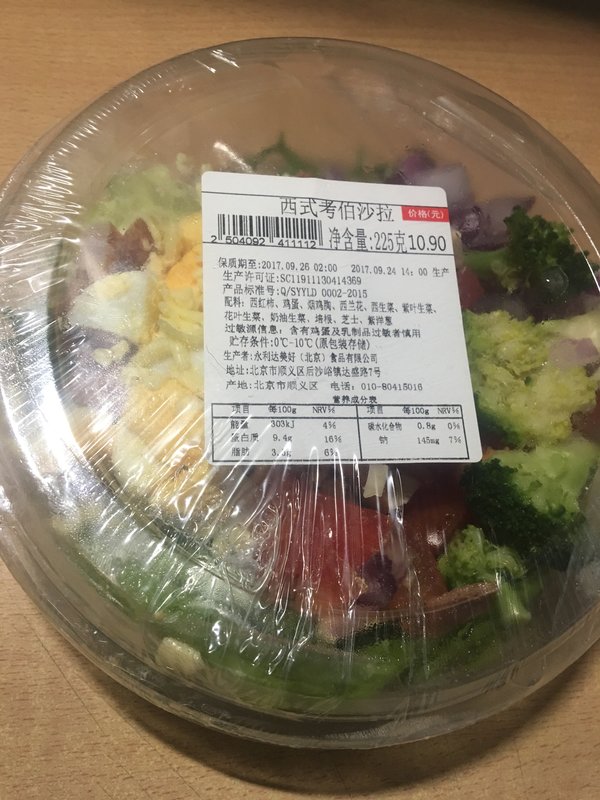 西式考伯沙拉 价格(元)
2 504092 411112 净含量:225克 10.90
保质期至:2017.09.26 02:00 2017.09.24 14:00 生产
生产许可证:SC11911130414369
产品标准号:Q/SYYLD 0002-2015
配料: 西红柿、鸡蛋、烟鸡胸、西兰花、西生菜、紫叶生菜、
花叶生菜、奶油生菜、培根、芝士、紫洋葱
过敏源信息: 含有鸡蛋及乳制品过敏者慎用
贮存条件:0℃-10℃(原包装存储)
生产者:永利达美好(北京)食品有限公司
地址:北京市顺义区后沙峪镇达盛路7号
产地:北京市顺义区 电话: 010-80415016
营养成分表
项目 每100g NRV% 项目 每100g NRV%
能量 303kJ 4% 碳水化合物 0.8g 0%
蛋白质 9.4g 16% 钠 145mg 7%
脂肪 6%